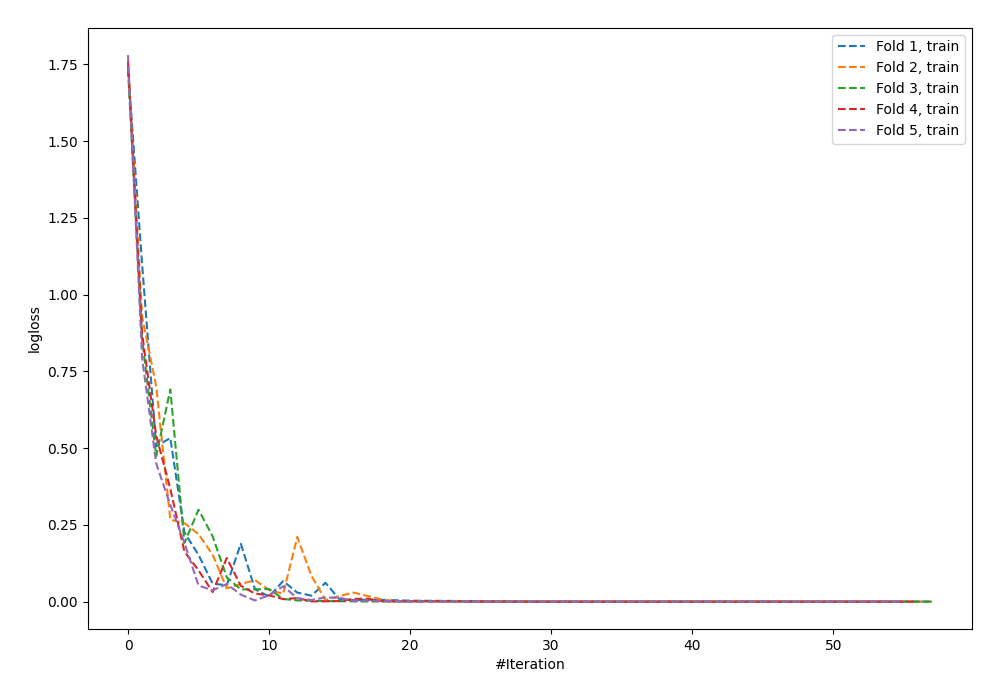 1.75
1.50
1.25
1.00
0.75
0.50
0.25
0.00
logloss
0 10 20 30 40 50
#Iteration
Fold 1, train
Fold 2, train
Fold 3, train
Fold 4, train
Fold 5, train